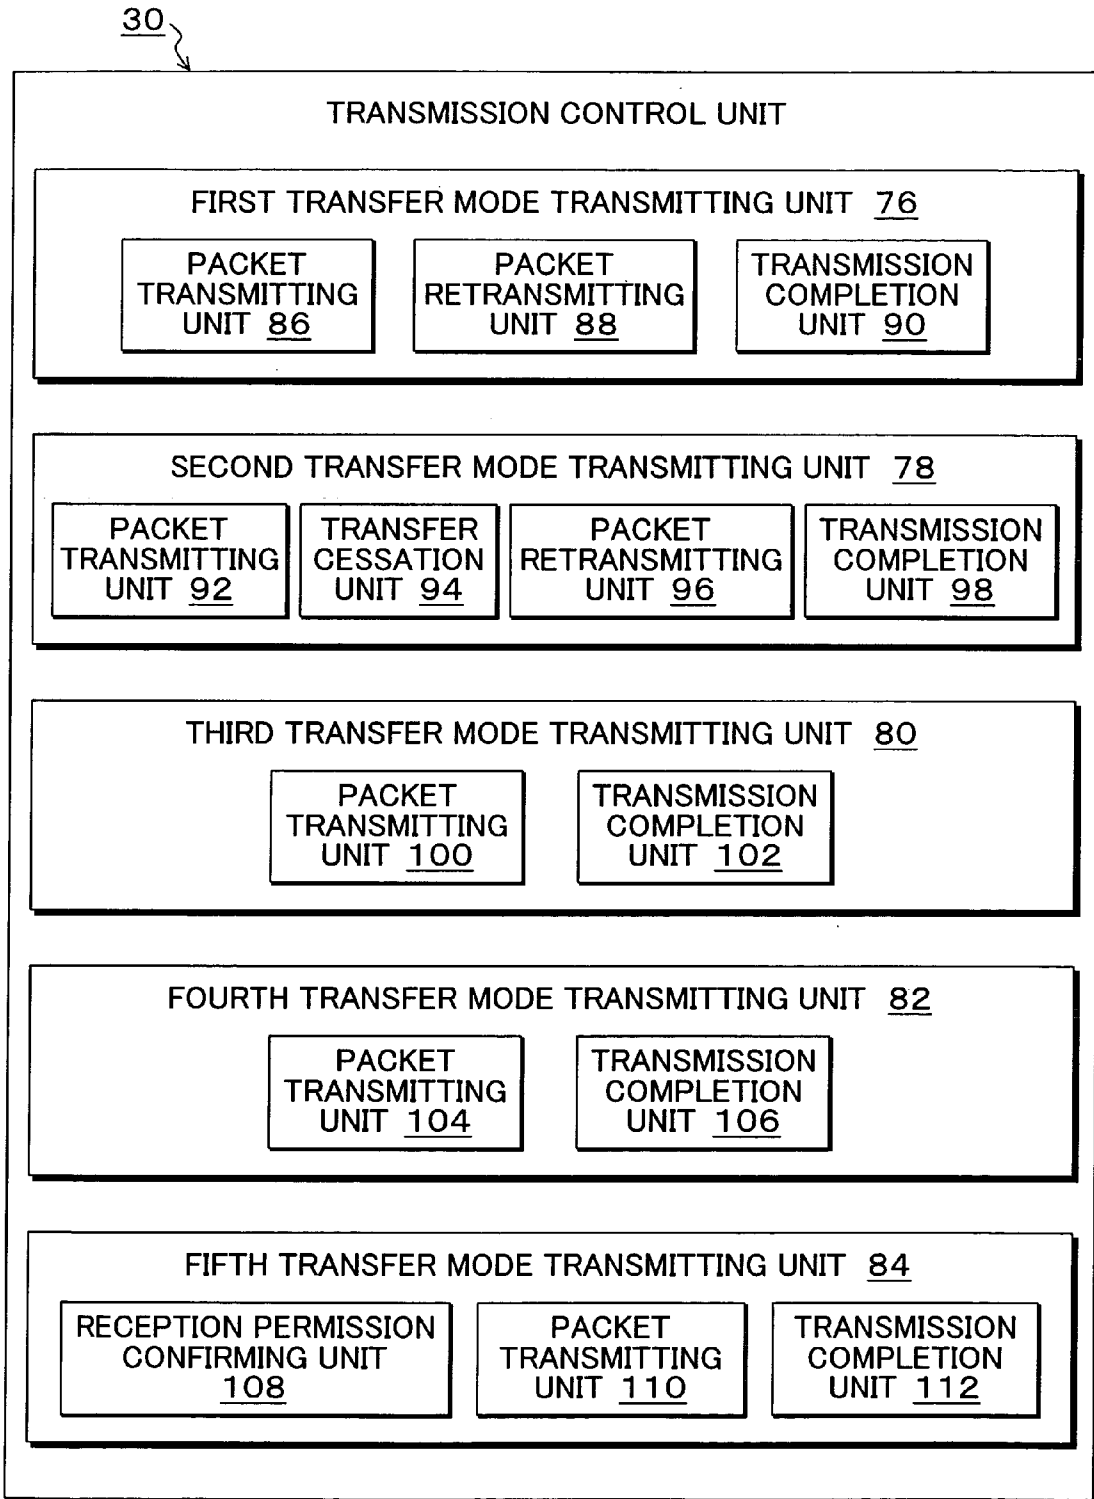 30
TRANSMISSION CONTROL UNIT
FIRST TRANSFER MODE TRANSMITTING UNIT 76
PACKET
TRANSMITTING
UNIT 86
PACKET
RETRANSMITTING
UNIT 88
TRANSMISSION
COMPLETION
UNIT 90
SECOND TRANSFER MODE TRANSMITTING UNIT 78
PACKET
TRANSMITTING
UNIT 92
TRANSFER
CESSATION
UNIT 94
PACKET
RETRANSMITTING
UNIT 96
TRANSMISSION
COMPLETION
UNIT 98
THIRD TRANSFER MODE TRANSMITTING UNIT 80
PACKET
TRANSMITTING
UNIT 100
TRANSMISSION
COMPLETION
UNIT 102
FOURTH TRANSFER MODE TRANSMITTING UNIT 82
PACKET
TRANSMITTING
UNIT 104
TRANSMISSION
COMPLETION
UNIT 106
FIFTH TRANSFER MODE TRANSMITTING UNIT 84
RECEPTION PERMISSION
CONFIRMING UNIT
108
PACKET
TRANSMITTING
UNIT 110
TRANSMISSION
COMPLETION
UNIT 112